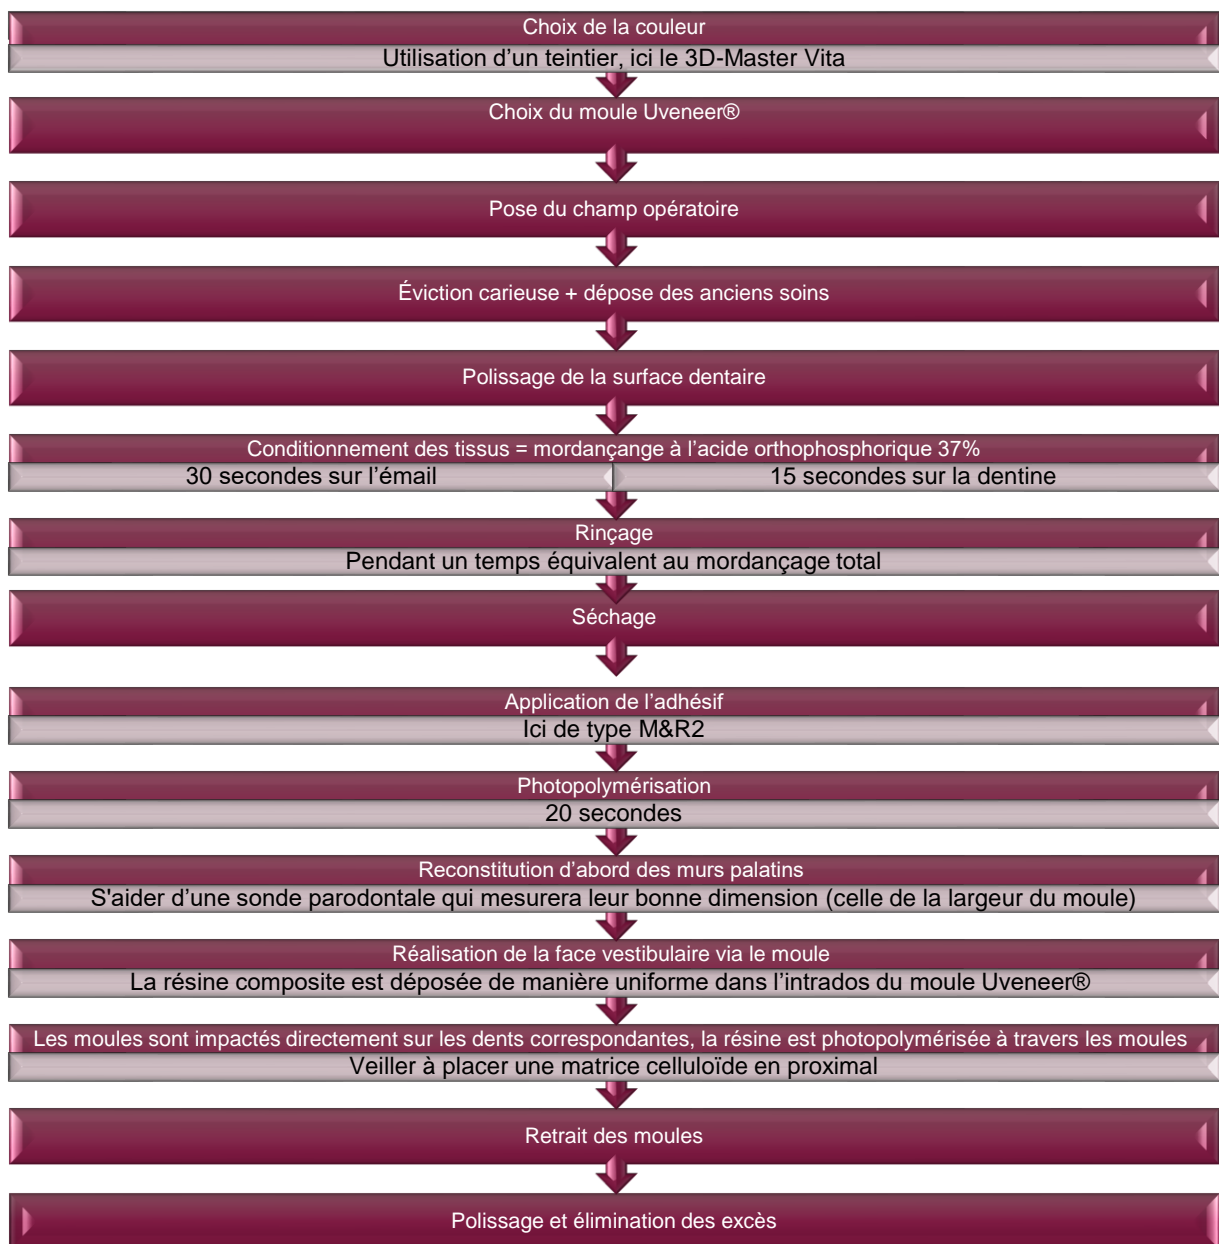 Choix de la couleur
Utilisation d’un teintier, ici le 3D-Master Vita
Choix du moule Uveneer®
Pose du champ opératoire
Éviction carieuse + dépose des anciens soins
Polissage de la surface dentaire
Conditionnement des tissus = mordançange à l’acide orthophosphorique 37%
30 secondes sur l’émail
15 secondes sur la dentine
Rinçage
Pendant un temps équivalent au mordançage total
Séchage
Application de l’adhésif
Ici de type M&R2
Photopolymérisation
20 secondes
Reconstitution d’abord des murs palatins
S'aider d’une sonde parodontale qui mesurera leur bonne dimension (celle de la largeur du moule)
Réalisation de la face vestibulaire via le moule
La résine composite est déposée de manière uniforme dans l’intrados du moule Uveneer®
Les moules sont impactés directement sur les dents correspondantes, la résine est photopolymérisée à travers les moules
Veiller à placer une matrice celluloïde en proximal
Retrait des moules
Polissage et élimination des excès